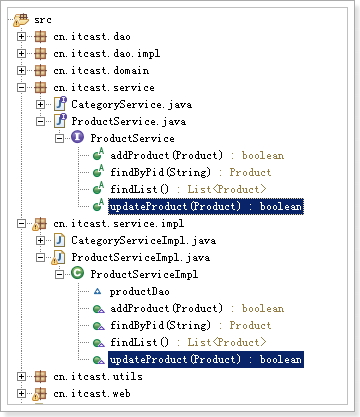 src
cn.itcast.dao
cn.itcast.dao.impl
cn.itcast.domain
cn.itcast.service
CategoryService.java
ProductService.java
ProductService
addProduct(Product) : boolean
findByPid(String) : Product
findList() : List<Product>
updateProduct(Product) : boolean
cn.itcast.service.impl
CategoryServiceImpl.java
ProductServiceImpl.java
ProductServiceImpl
productDao
addProduct(Product) : boolean
findByPid(String) : Product
findList() : List<Product>
updateProduct(Product) : boolean
cn.itcast.utils
cn.itcast.web